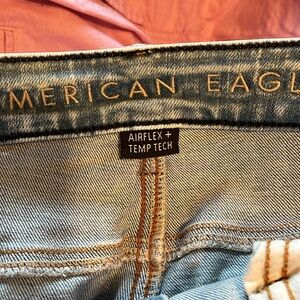 MERICAN EAGL
AIRFLEX +
TEMP TECH